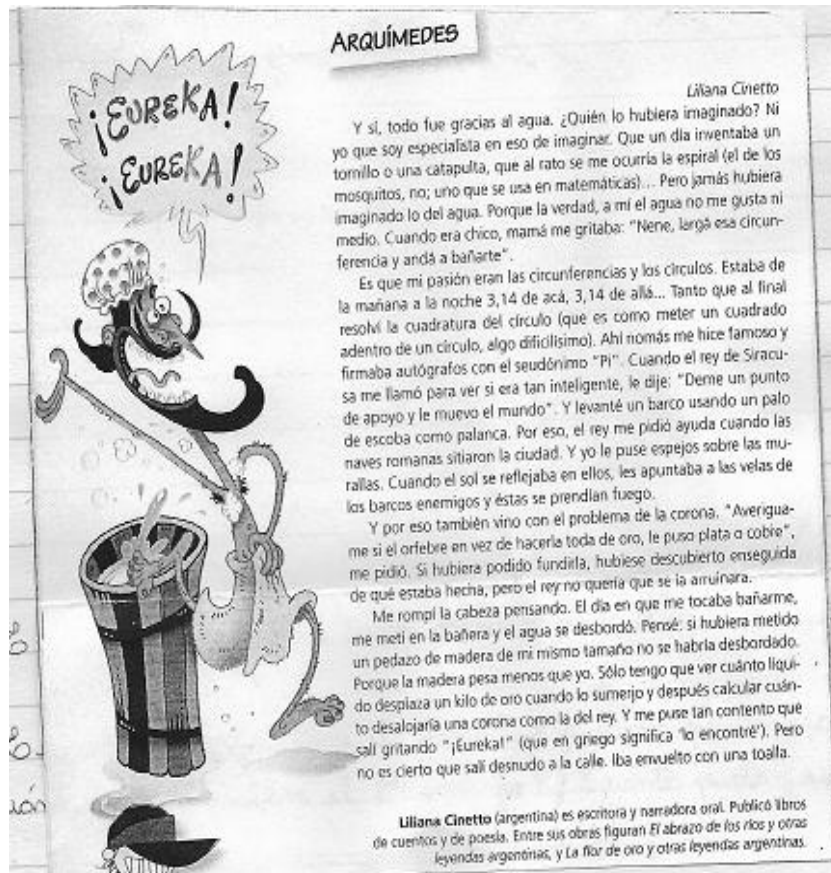 ARQUÍMEDES
¡EUREKA!
¡EUREKA!
Liliana Cinetto
Y sí, todo fue gracias al agua. ¿Quién lo hubiera imaginado? Ni
yo que soy especialista en eso de imaginar. Que un día inventaba un
tornillo o una catapulta, que al rato se me ocurría la espiral (el de los
mosquitos, no; uno que se usa en matemáticas)... Pero jamás hubiera
imaginado lo del agua. Porque la verdad, a mí el agua no me gusta ni
medio. Cuando era chico, mamá me gritaba: "Nene, largá esa circun-
ferencia y andá a bañarte".
Es que mi pasión eran las circunferencias y los círculos. Estaba de
la mañana a la noche 3,14 de acá, 3,14 de allá... Tanto que al final
resolví la cuadratura del círculo (que es como meter un cuadrado
adentro de un círculo, algo dificilísimo). Ahí nomás me hice famoso y
firmaba autógrafos con el seudónimo "Pi". Cuando el rey de Siracu-
sa me llamó para ver si era tan inteligente, le dije: "Deme un punto
de apoyo y le muevo el mundo". Y levanté un barco usando un palo
de escoba como palanca. Por eso, el rey me pidió ayuda cuando las
naves romanas sitiaron la ciudad. Y yo le puse espejos sobre las mu-
rallas. Cuando el sol se reflejaba en ellos, les apuntaba a las velas de
los barcos enemigos y éstas se prendían fuego.
Y por eso también vino con el problema de la corona. "Averigua-
me si el orfebre en vez de hacerla toda de oro, le puso plata o cobre",
me pidió. Si hubiera podido fundirla, hubiese descubierto enseguida
de qué estaba hecha, pero el rey no quería que se la arruinara.
Me rompí la cabeza pensando. El día en que me tocaba bañarme,
me metí en la bañera y el agua se desbordó. Pensé: si hubiera metido
un pedazo de madera de mi mismo tamaño no se habría desbordado.
Porque la madera pesa menos que yo. Sólo tengo que ver cuánto líqui-
do desplaza un kilo de oro cuando lo sumerjo y después calcular cuán-
to desalojaría una corona como la del rey. Y me puse tan contento que
salí gritando "¡Eureka!" (que en griego significa 'lo encontré'). Pero
no es cierto que salí desnudo a la calle. Iba envuelto con una toalla.
Liliana Cinetto (argentina) es escritora y narradora oral. Publicó libros
de cuentos y de poesía. Entre sus obras figuran El abrazo de los ríos y otras
leyendas argentinas, y La flor de oro y otras leyendas argentinas.